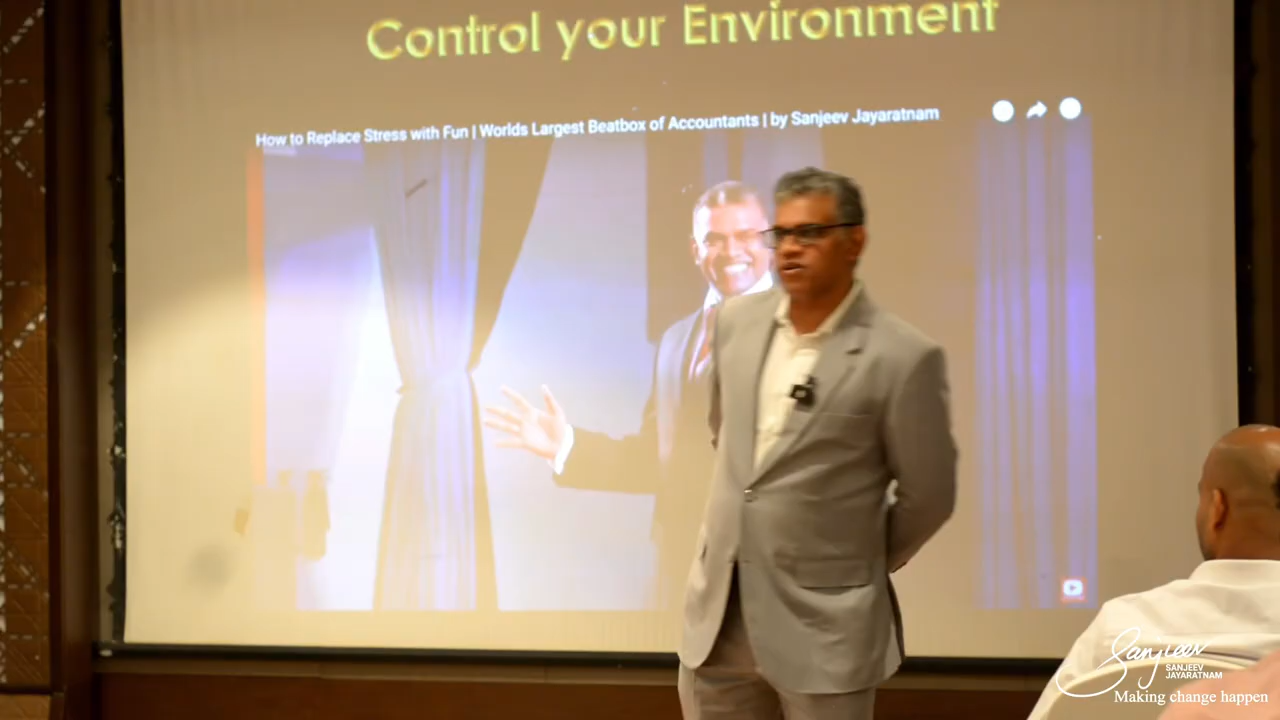 Control your Environment
How to Replace Stress with Fun | Worlds Largest Beatbox of Accountants | by Sanjeev Jayaratnam
Sanjeev
SANJEEV
JAYARATNAM
Making change happen